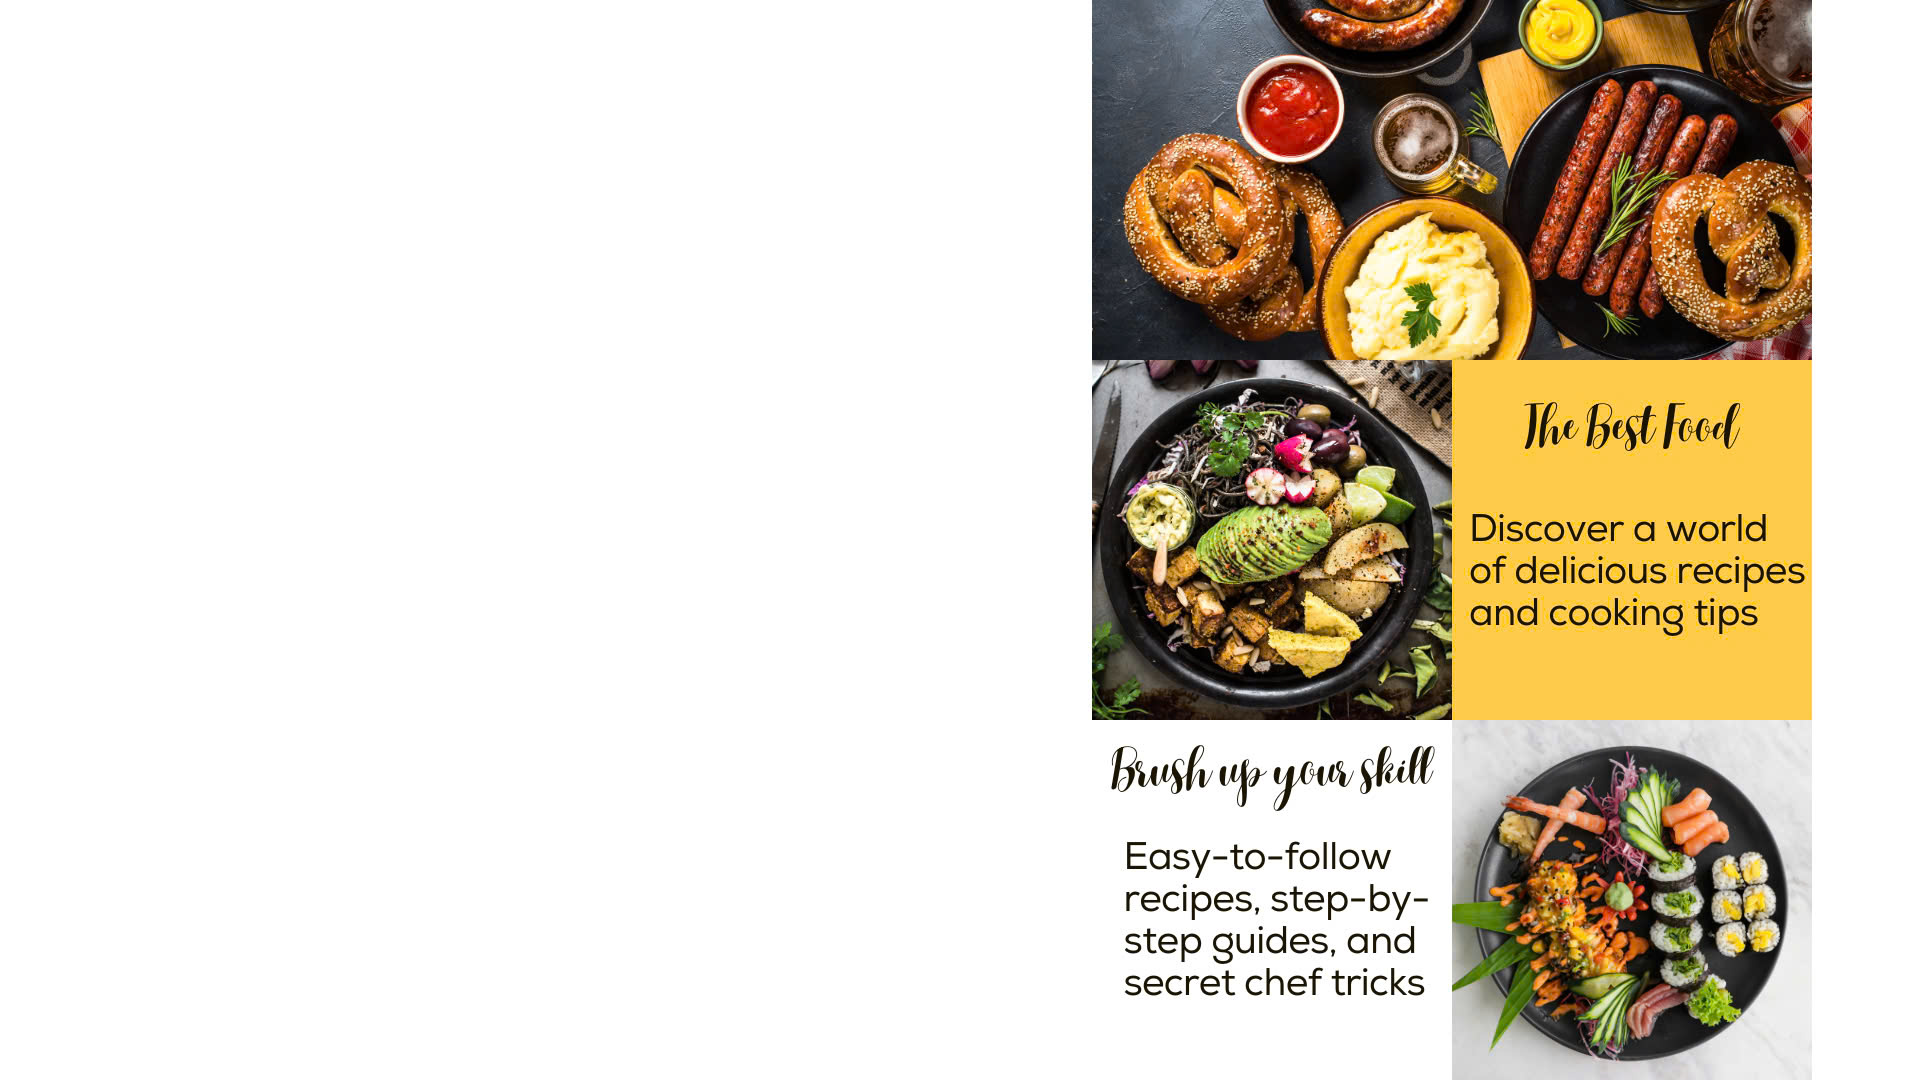 The Best Food
Discover a world
of delicious recipes
and cooking tips
Brush up your skill
Easy-to-follow
recipes, step-by-
step guides, and
secret chef tricks